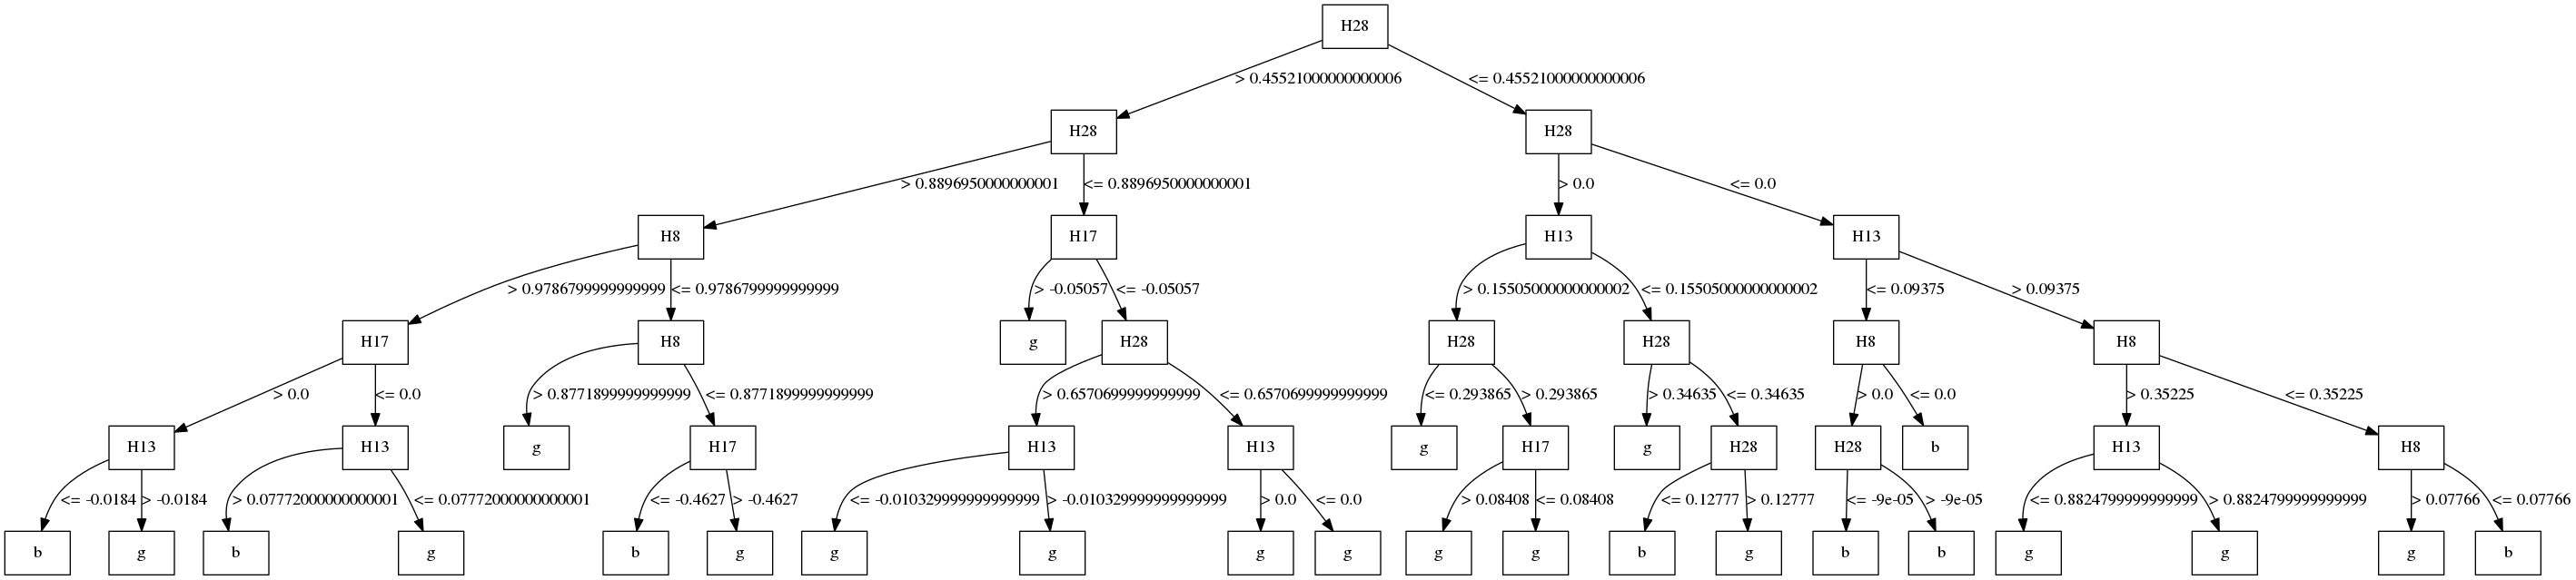 H28
> 0.45521000000000006 <= 0.45521000000000006
H28 H28
> 0.8896950000000001 <= 0.8896950000000001 > 0.0 <= 0.0
H8 H17 H13 H13
> 0.9786799999999999 <= 0.9786799999999999 > -0.05057 <= -0.05057 > 0.15505000000000002 <= 0.15505000000000002 <= 0.09375 > 0.09375
H17 H8 g H28 H28 H28 H8 H8
> 0.0 <= 0.0 > 0.8771899999999999 <= 0.8771899999999999 > 0.6570699999999999 <= 0.6570699999999999 <= 0.293865 > 0.293865 > 0.34635 <= 0.34635 > 0.0 <= 0.0 > 0.35225 <= 0.35225
H13 H13 g H17 H13 H13 g H17 g H28 H28 b H13 H8
<= -0.0184 > -0.0184 > 0.07772000000000001 <= 0.07772000000000001 <= -0.4627 > -0.4627 <= -0.010329999999999999 > -0.010329999999999999 > 0.0 <= 0.0 > 0.08408 <= 0.08408 <= 0.12777 > 0.12777 <= -9e-05 > -9e-05 <= 0.8824799999999999 > 0.8824799999999999 > 0.07766 <= 0.07766
b g b g b g g g g g g g b g b b g g g b